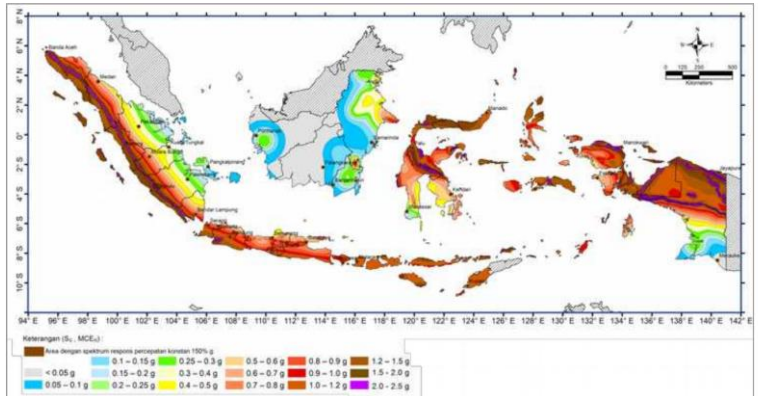 8° N
6° N
4° N
2° N
0°
2° S
4° S
6° S
8° S
10° S
Banda Aceh
Medan
Pangkalpinang
Bandar Lampung
Manado
Palu
Kendari
Manokwari
Jayapura
0 125 250 500
Kilometers
94° E 96° E 98° E 100° E 102° E 104° E 106° E 108° E 110° E 112° E 114° E 116° E 118° E 120° E 122° E 124° E 126° E 128° E 130° E 132° E 134° E 136° E 138° E 140° E 142° E
Keterangan (
Area dengan spektrum respons percepatan konstan 150% g
< 0.05 g 0.1 – 0.15 g 0.25 – 0.3 g 0.5 – 0.6 g 0.8 – 0.9 g 1.2 – 1.5 g
0.15 – 0.2 g 0.3 – 0.4 g 0.6 – 0.7 g 0.9 – 1.0 g 1.5 - 2.0 g
0.05 – 0.1 g 0.2 – 0.25 g 0.4 – 0.5 g 0.7 – 0.8 g 1.0 – 1.2 g 2.0 - 2.5 g